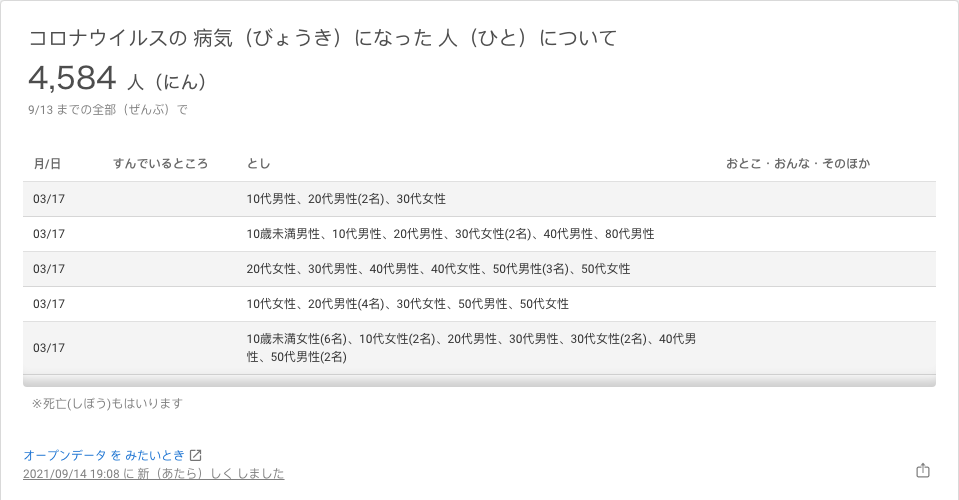 コロナウイルスの 病気（びょうき）になった 人（ひと）について
4,584 人（にん）
9/13 までの全部（ぜんぶ）で
月/日 すんでいるところ とし おとこ・おんな・そのほか
03/17 10代男性、20代男性(2名)、30代女性
03/17 10歳未満男性、10代男性、20代男性、30代女性(2名)、40代男性、80代男性
03/17 20代女性、30代男性、40代男性、40代女性、50代男性(3名)、50代女性
03/17 10代女性、20代男性(4名)、30代女性、50代男性、50代女性
03/17 10歳未満女性(6名)、10代女性(2名)、20代男性、30代男性、30代女性(2名)、40代男
性、50代男性(2名)
※死亡(しぼう)もはいります
オープンデータ を みたいとき
2021/09/14 19:08 に 新（あたら）しく しました